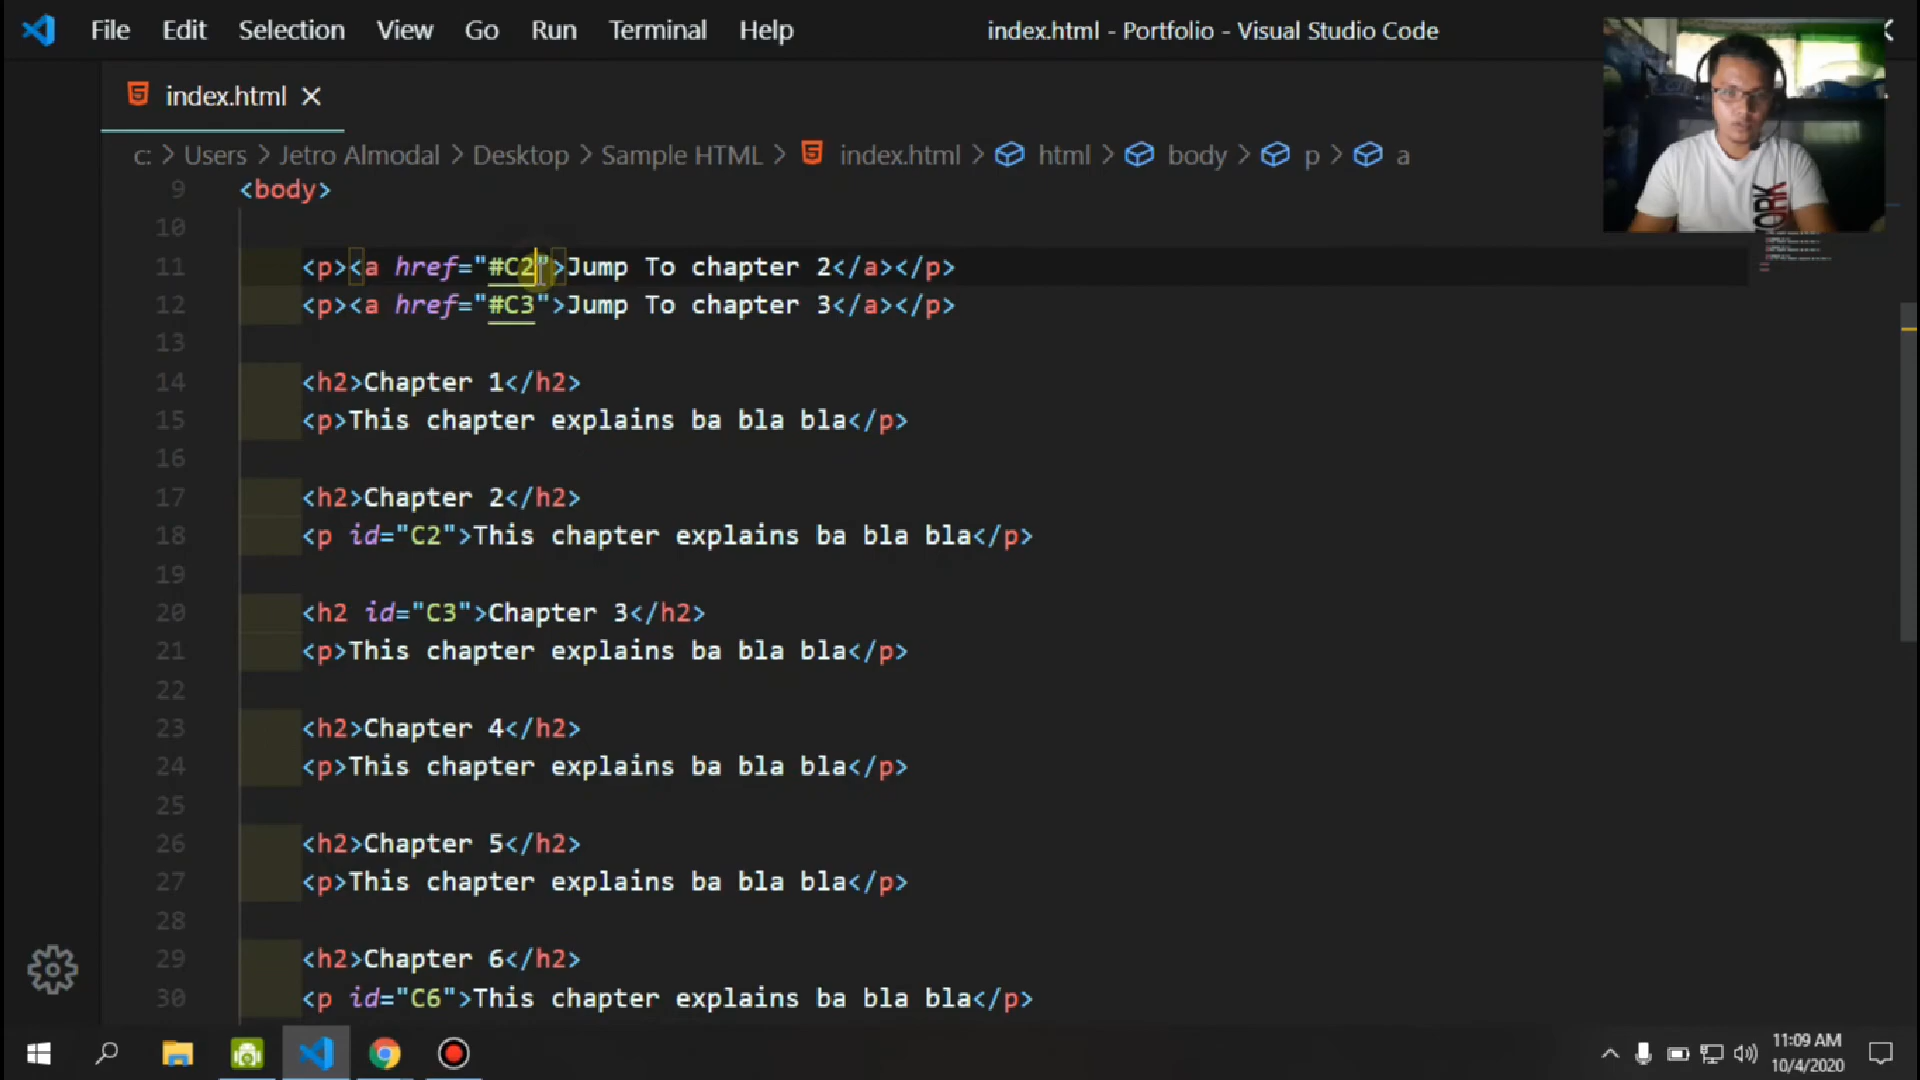 File Edit Selection View Go Run Terminal Help index.html - Portfolio - Visual Studio Code
index.html
c: > Users > Jetro Almodal > Desktop > Sample HTML > index.html > html > body > p > a
9 <body>
10
11 <p><a href="#C2">Jump To chapter 2</a></p>
12 <p><a href="#C3">Jump To chapter 3</a></p>
13
14 <h2>Chapter 1</h2>
15 <p>This chapter explains ba bla bla</p>
16
17 <h2>Chapter 2</h2>
18 <p id="C2">This chapter explains ba bla bla</p>
19
20 <h2 id="C3">Chapter 3</h2>
21 <p>This chapter explains ba bla bla</p>
22
23 <h2>Chapter 4</h2>
24 <p>This chapter explains ba bla bla</p>
25
26 <h2>Chapter 5</h2>
27 <p>This chapter explains ba bla bla</p>
28
29 <h2>Chapter 6</h2>
30 <p id="C6">This chapter explains ba bla bla</p>
11:09 AM
10/4/2020